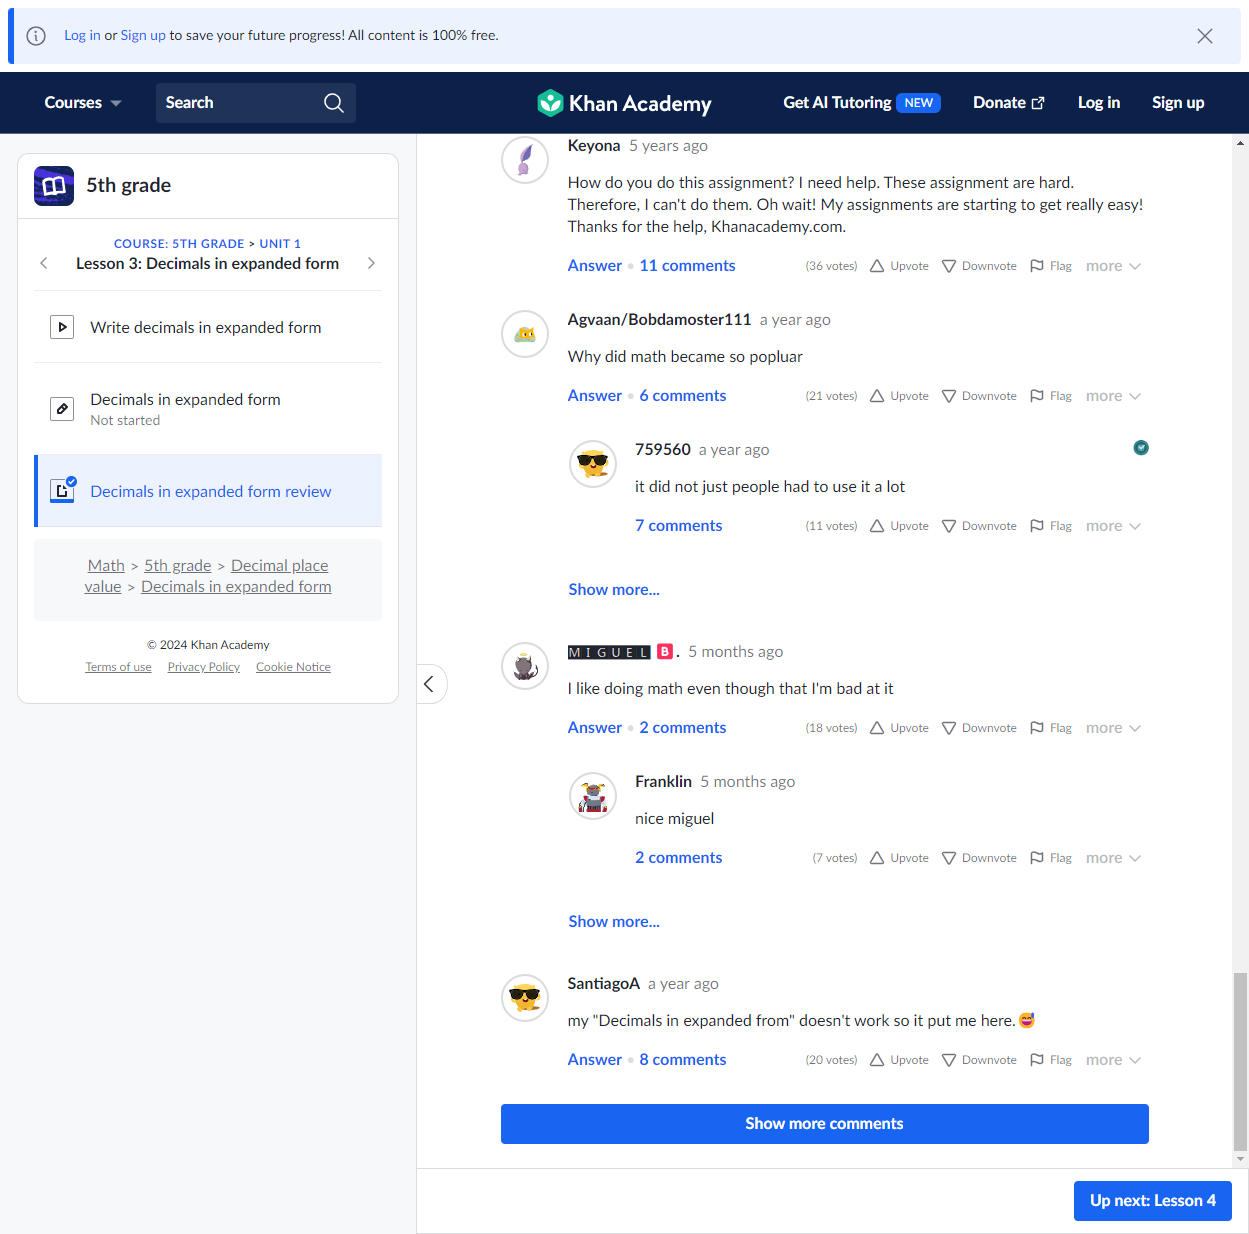 Log in or Sign up to save your future progress! All content is 100% free.
Courses
Search
Khan Academy
Get AI Tutoring NEW
Donate
Log in
Sign up
5th grade
COURSE: 5TH GRADE > UNIT 1
Lesson 3: Decimals in expanded form
Write decimals in expanded form
Decimals in expanded form
Not started
Decimals in expanded form review
Math > 5th grade > Decimal place
value > Decimals in expanded form
© 2024 Khan Academy
Terms of use Privacy Policy Cookie Notice
Keyona 5 years ago
How do you do this assignment? I need help. These assignment are hard.
Therefore, I can't do them. Oh wait! My assignments are starting to get really easy!
Thanks for the help, Khanacademy.com.
Answer • 11 comments (36 votes) Upvote Downvote Flag more
Agvaan/Bobdamoster111 a year ago
Why did math became so popluar
Answer • 6 comments (21 votes) Upvote Downvote Flag more
759560 a year ago
it did not just people had to use it a lot
7 comments (11 votes) Upvote Downvote Flag more
Show more...
MIGUEL B . 5 months ago
I like doing math even though that I'm bad at it
Answer • 2 comments (18 votes) Upvote Downvote Flag more
Franklin 5 months ago
nice miguel
2 comments (7 votes) Upvote Downvote Flag more
Show more...
SantiagoA a year ago
my "Decimals in expanded from" doesn't work so it put me here.😅
Answer • 8 comments (20 votes) Upvote Downvote Flag more
Show more comments
Up next: Lesson 4